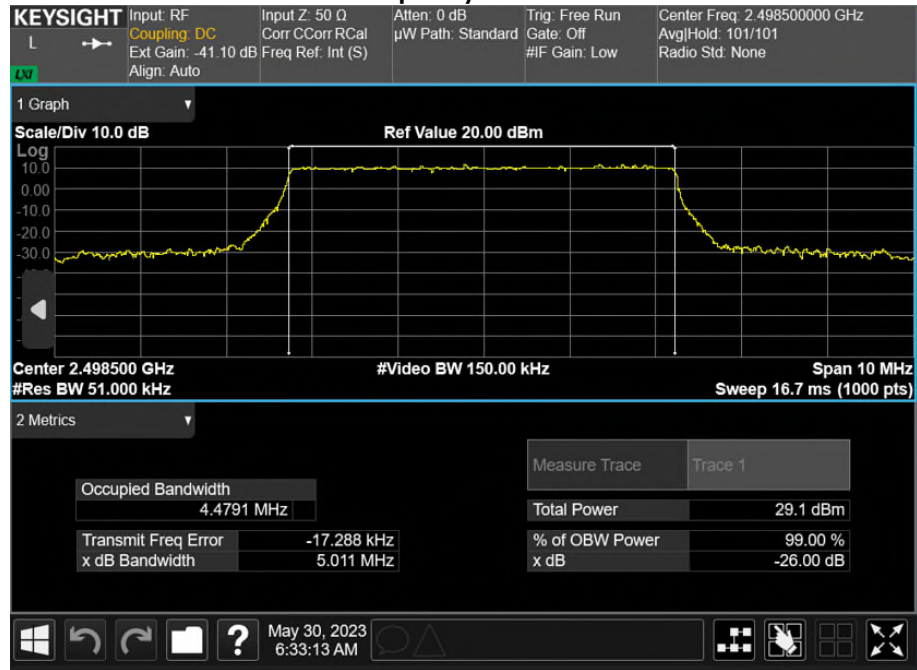 KEYSIGHT Input: RF Input Z: 50 Ω Atten: 0 dB Trig: Free Run Center Freq: 2.498500000 GHz
L Coupling: DC Corr CCorr RCal µW Path: Standard Gate: Off Avg|Hold: 101/101
Ext Gain: -41.10 dB Freq Ref: Int (S) #IF Gain: Low Radio Std: None
LXI Align: Auto
1 Graph
Scale/Div 10.0 dB Ref Value 20.00 dBm
Log
10.0
0.00
-10.0
-20.0
-30.0
Center 2.498500 GHz #Video BW 150.00 kHz Span 10 MHz
#Res BW 51.000 kHz Sweep 16.7 ms (1000 pts)
2 Metrics
Measure Trace Trace 1
Occupied Bandwidth
4.4791 MHz Total Power 29.1 dBm
Transmit Freq Error -17.288 kHz % of OBW Power 99.00 %
x dB Bandwidth 5.011 MHz x dB -26.00 dB
? May 30, 2023
6:33:13 AM